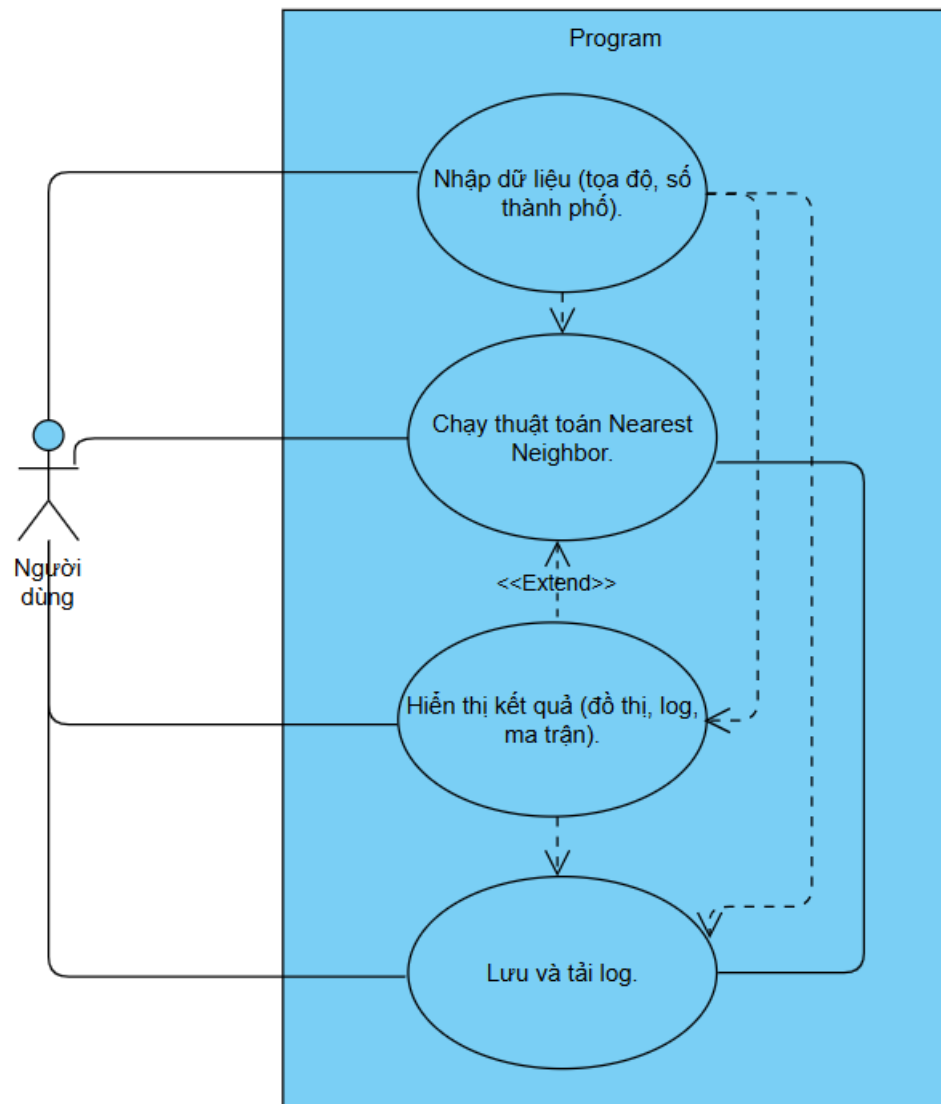 Program
Nhập dữ liệu (tọa độ, số
thành phố).
Chạy thuật toán Nearest
Neighbor.
Người
dùng
<<Extend>>
Hiển thị kết quả (đồ thị, log,
ma trận).
Lưu và tải log.